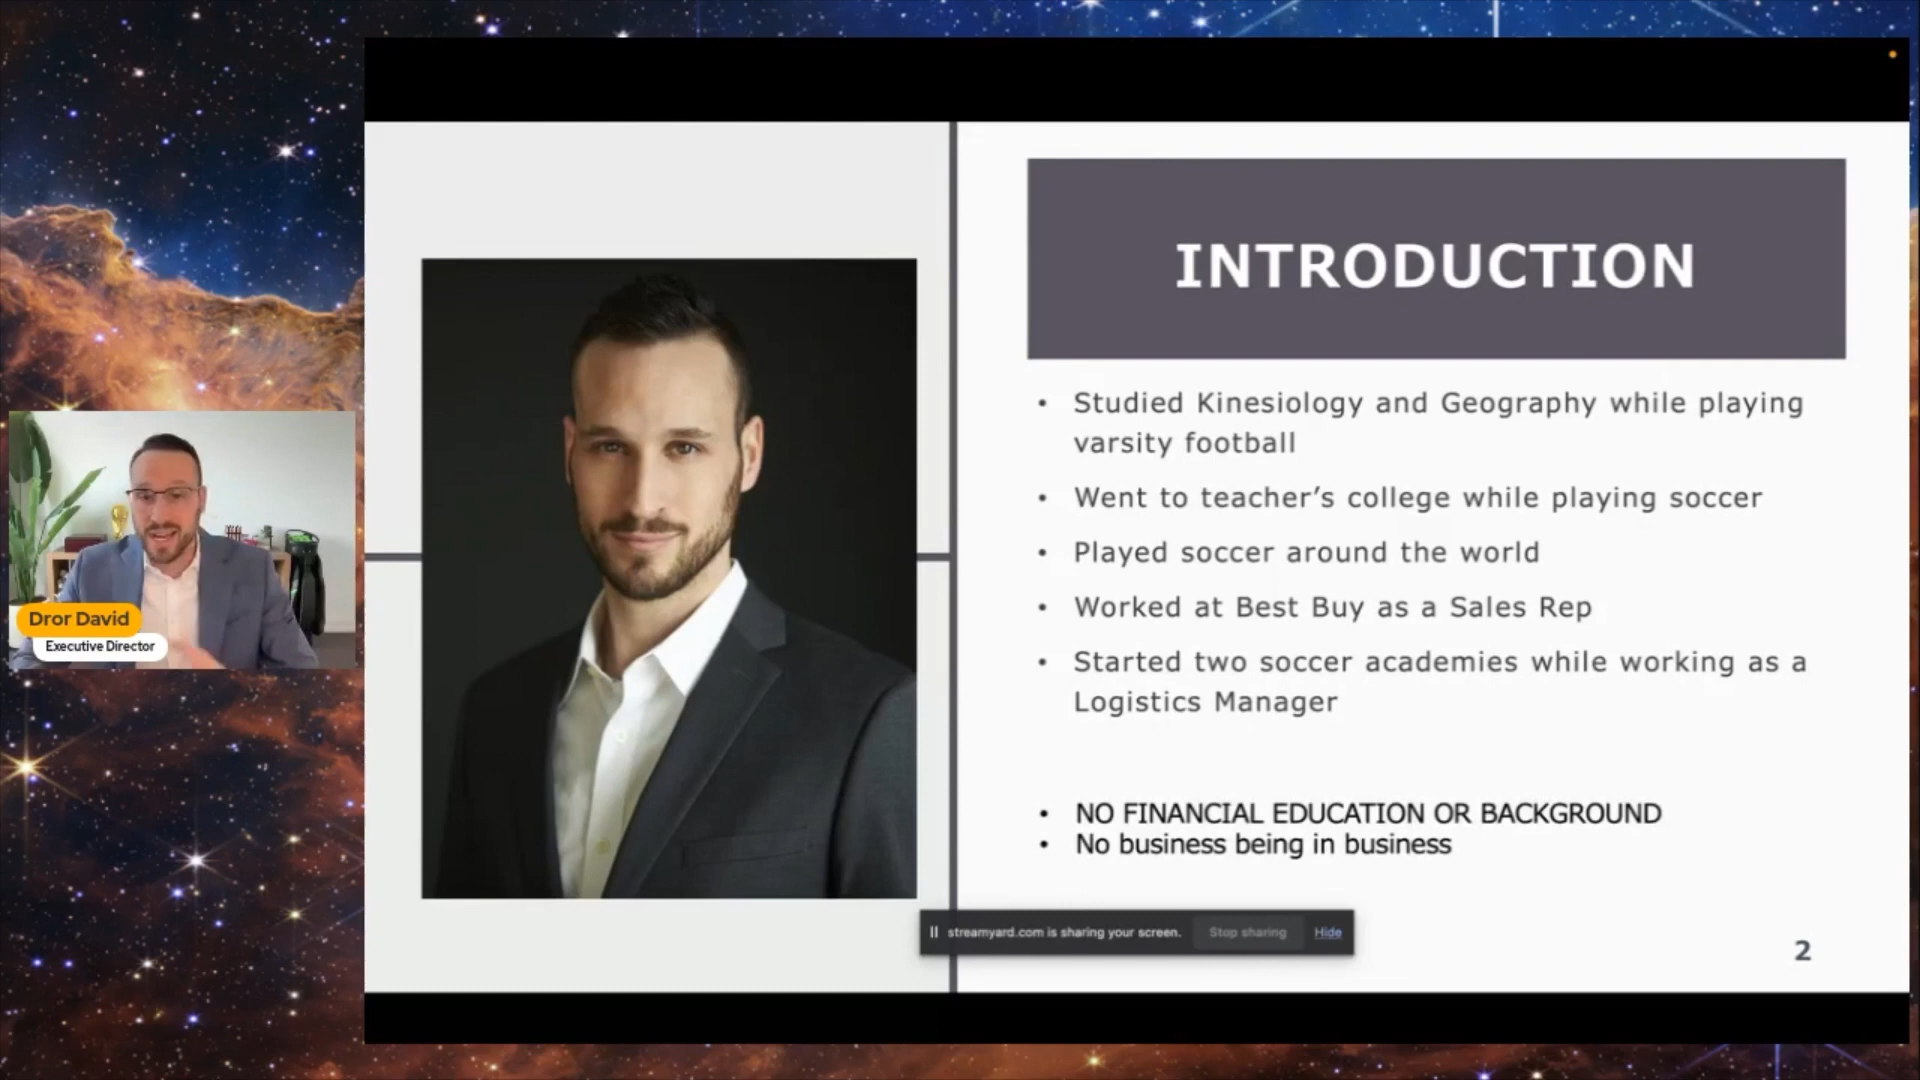 INTRODUCTION
• Studied Kinesiology and Geography while playing
varsity football
• Went to teacher’s college while playing soccer
• Played soccer around the world
• Worked at Best Buy as a Sales Rep
• Started two soccer academies while working as a
Logistics Manager
• NO FINANCIAL EDUCATION OR BACKGROUND
• No business being in business
Dror David
Executive Director
streamyard.com is sharing your screen. Stop sharing Hide
2